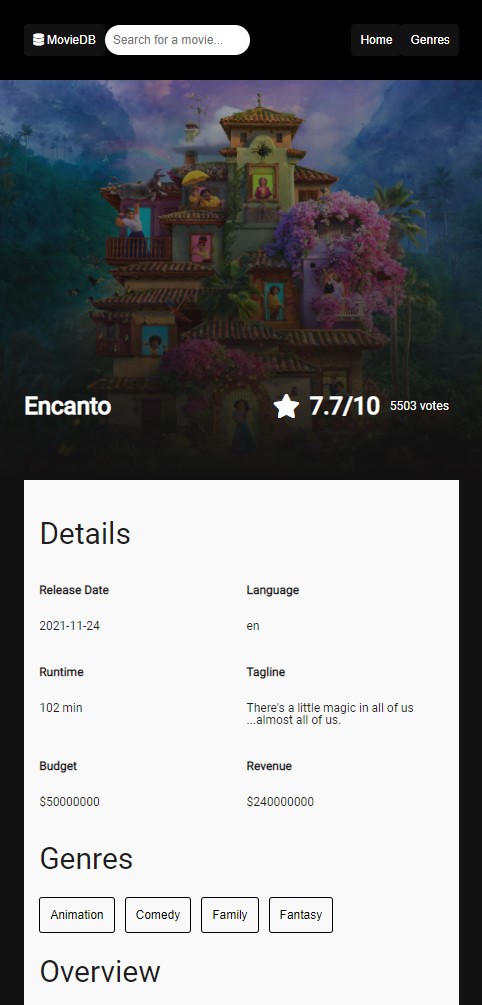 MovieDB
Search for a movie...
Home
Genres
Encanto
7.7/10
5503 votes
Details
Release Date
Language
2021-11-24
en
Runtime
Tagline
102 min
There's a little magic in all of us
...almost all of us.
Budget
Revenue
$50000000
$240000000
Genres
Animation
Comedy
Family
Fantasy
Overview